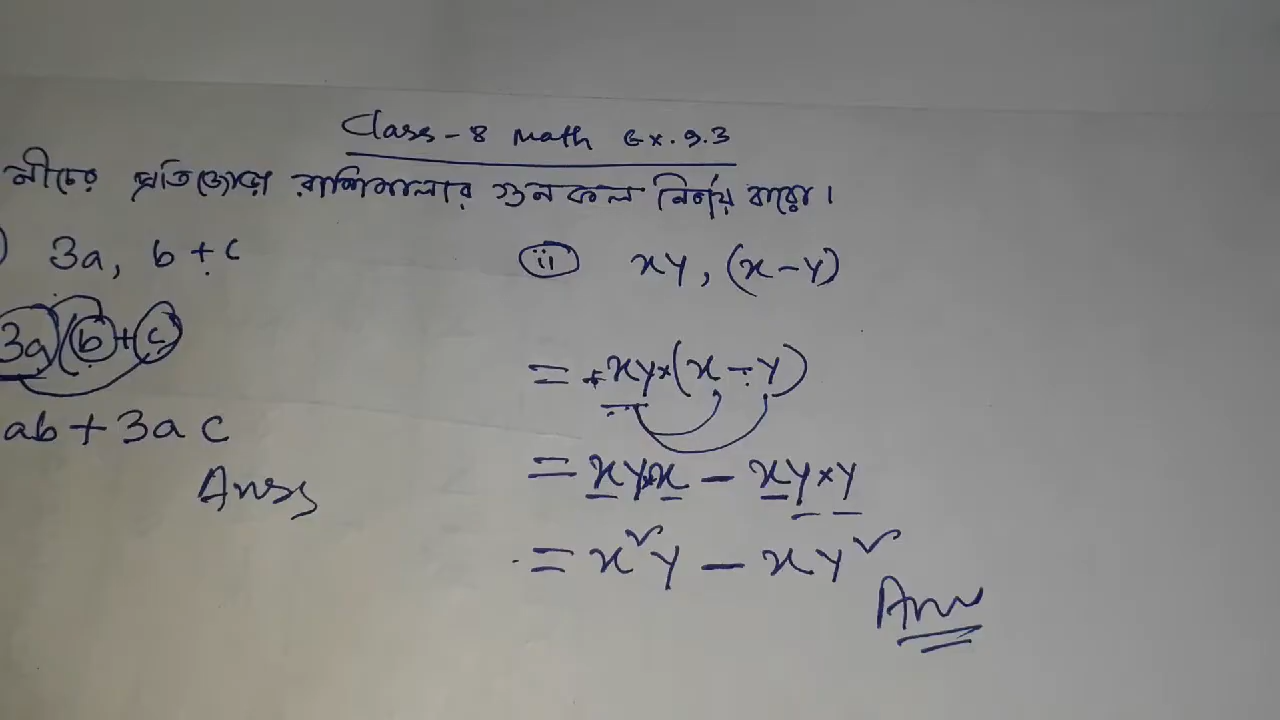 Class - 8 Math Ex. 9.3
নীচের প্রতিজোড়া রাশিমালার গুনফল নির্ণয় করো।
) 3a, b + c
3a(b+c)
ab + 3ac
Ans
ii xy, (x-y)
= +xy×(x-y)
= xy×x - xy×y
= x²y - xy²
Ans